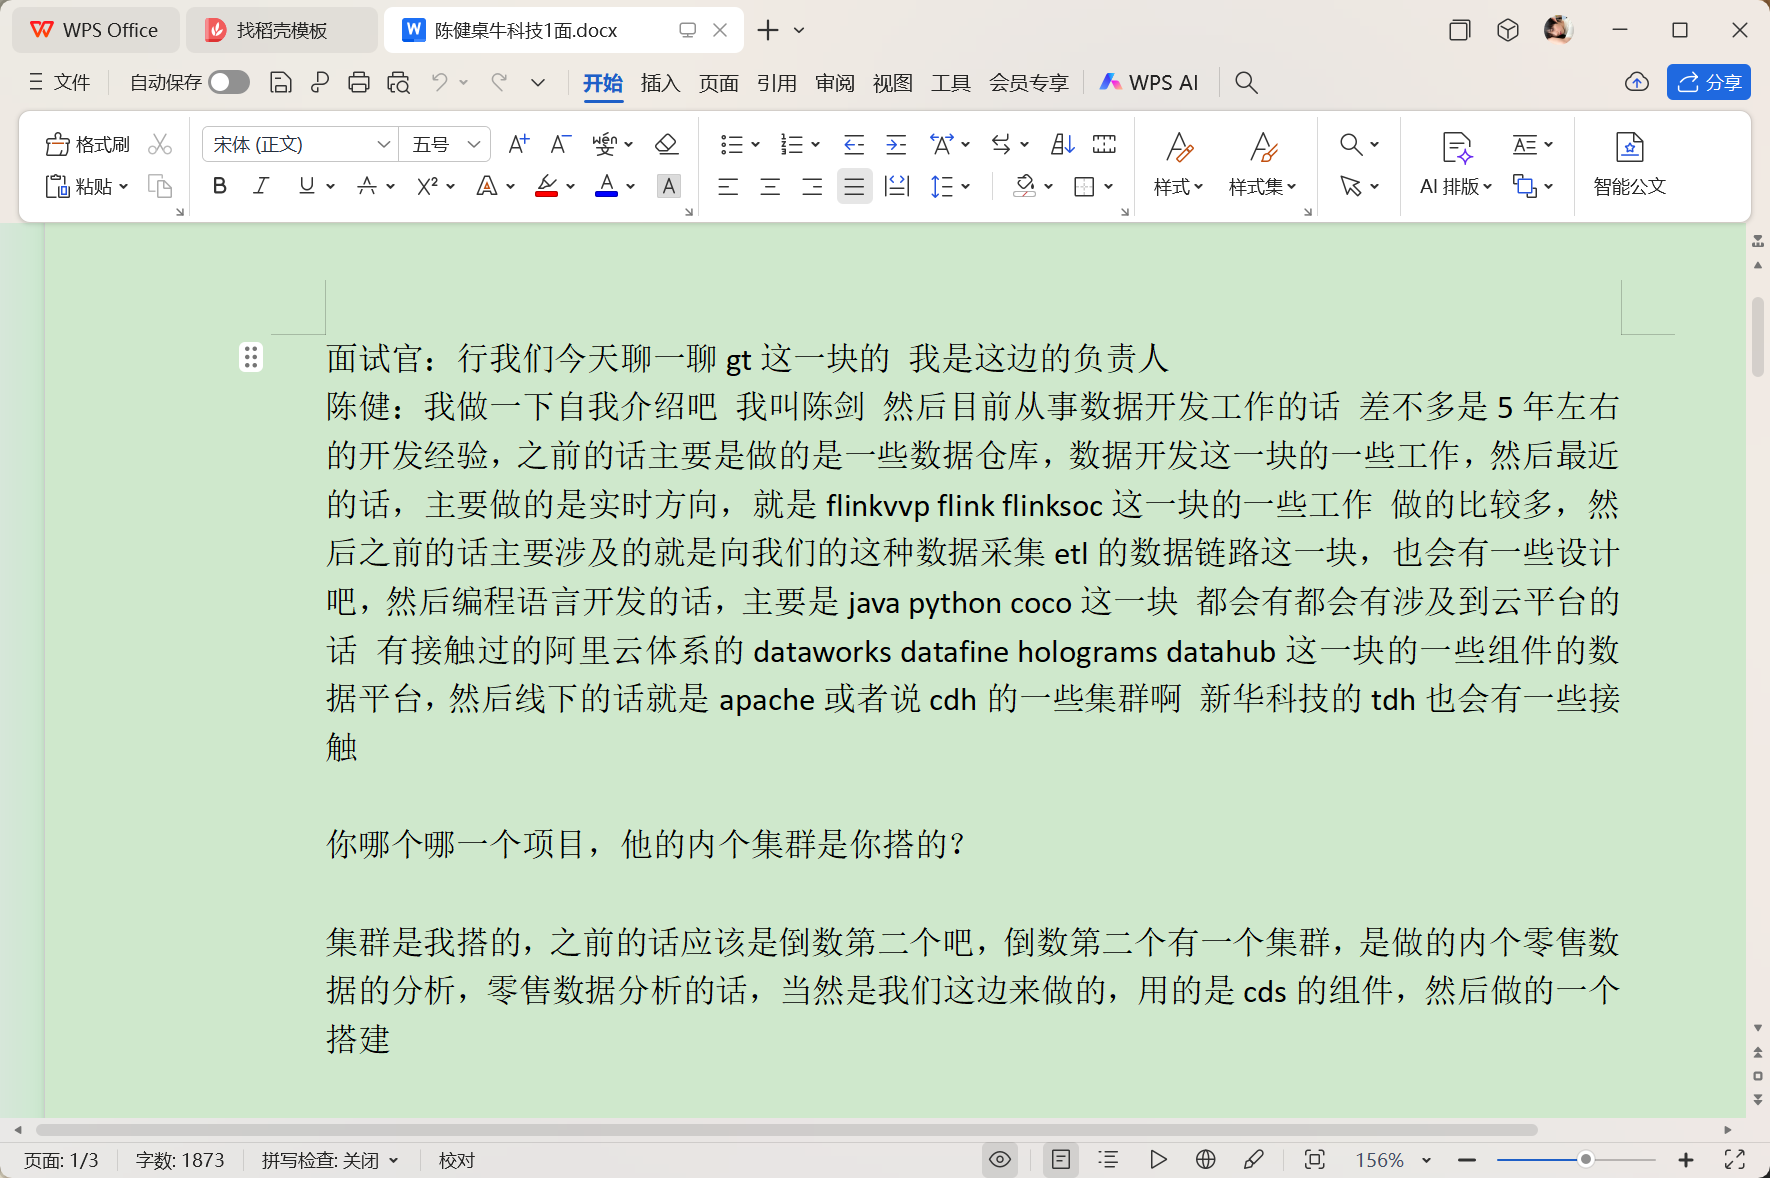 WPS Office
找稻壳模板
陈健桌牛科技1面.docx
文件
自动保存
开始 插入 页面 引用 审阅 视图 工具 会员专享
WPS AI
分享
格式刷
粘贴
宋体 (正文)
五号
样式
样式集
AI 排版
智能公文
面试官：行我们今天聊一聊 gt 这一块的 我是这边的负责人
陈健：我做一下自我介绍吧 我叫陈剑 然后目前从事数据开发工作的话 差不多是 5 年左右
的开发经验，之前的话主要是做的是一些数据仓库，数据开发这一块的一些工作，然后最近
的话，主要做的是实时方向，就是 flinkvvp flink flinksoc 这一块的一些工作 做的比较多，然
后之前的话主要涉及的就是向我们的这种数据采集 etl 的数据链路这一块，也会有一些设计
吧，然后编程语言开发的话，主要是 java python coco 这一块 都会有都会有涉及到云平台的
话 有接触过的阿里云体系的 dataworks datafine holograms datahub 这一块的一些组件的数
据平台，然后线下的话就是 apache 或者说 cdh 的一些集群啊 新华科技的 tdh 也会有一些接
触
你哪个哪一个项目，他的内个集群是你搭的？
集群是我搭的，之前的话应该是倒数第二个吧，倒数第二个有一个集群，是做的内个零售数
据的分析，零售数据分析的话，当然是我们这边来做的，用的是 cds 的组件，然后做的一个
搭建
页面: 1/3
字数: 1873
拼写检查: 关闭
校对
156%